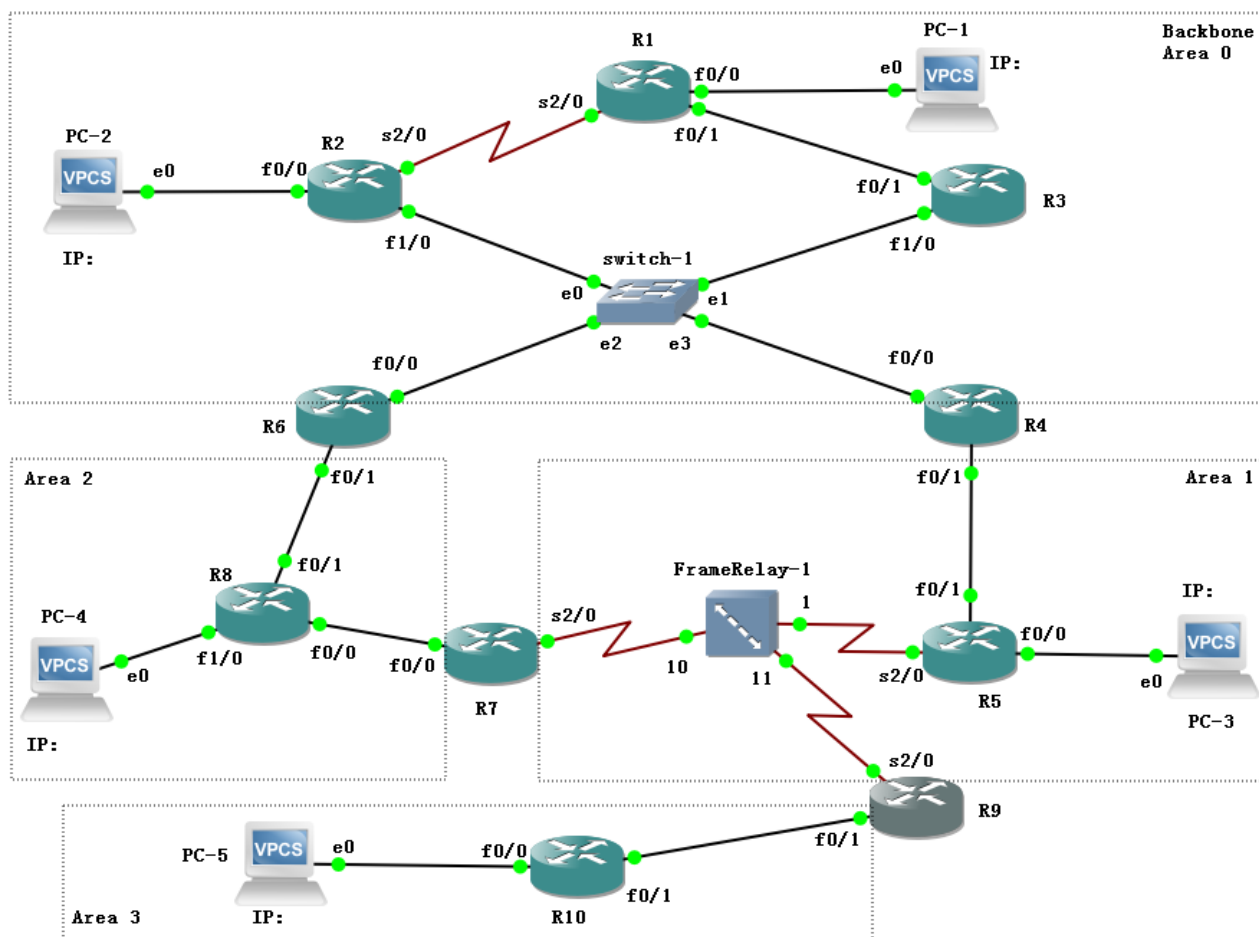 Backbone
Area 0
R1
PC-1
f0/0
e0
VPCS
IP:
s2/0
f0/1
PC-2
s2/0
R2
VPCS
e0
f0/0
f0/1
R3
f1/0
f1/0
IP:
switch-1
e0
e1
e2
e3
f0/0
f0/0
R6
R4
Area 2
f0/1
f0/1
Area 1
R8
f0/1
FrameRelay-1
f0/1
IP:
PC-4
s2/0
1
f0/0
VPCS
VPCS
f1/0
f0/0
f0/0
10
11
s2/0
e0
e0
R7
R5
PC-3
IP:
s2/0
R9
PC-5
VPCS
e0
f0/0
f0/1
f0/1
Area 3
IP:
R10